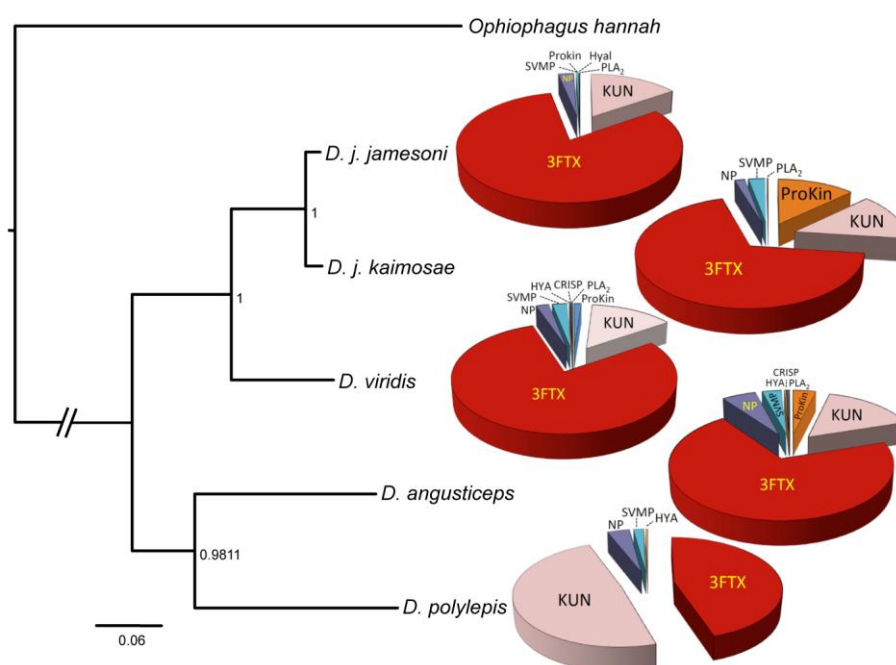 Ophiophagus hannah
Prokin Hyal
SVMP PLA2
NP KUN
3FTX
D. j. jamesoni
SVMP PLA2
NP ProKin
KUN
3FTX
1
D. j. kaimosae
HYA CRISP PLA2
SVMP ProKin
NP KUN
3FTX
1
D. viridis
CRISP
HYA PLA2
NP SVMP ProKin KUN
3FTX
D. angusticeps
SVMP HYA
NP
3FTX
KUN
0.9811
D. polylepis
0.06